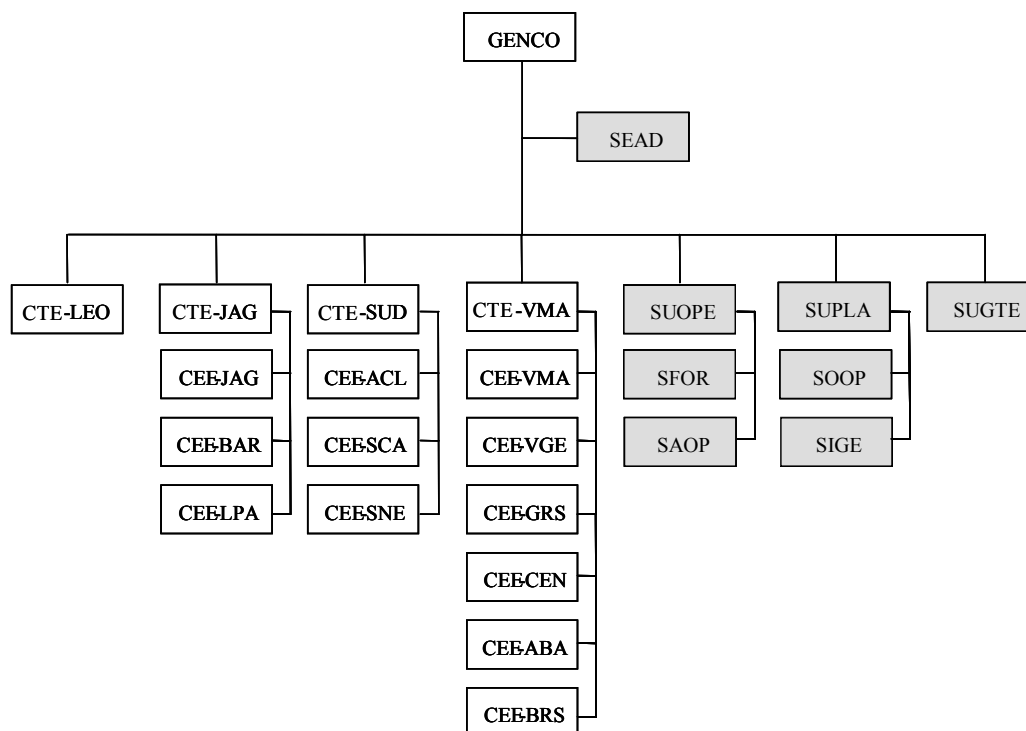 GENCO
SEAD
CTE-LEO
CTE-JAG
CTE-SUD
CTE-VMA
SUOPE
SUPLA
SUGTE
CEE-JAG
CEE-ACL
CEE-VMA
SFOR
SOOP
CEE-BAR
CEE-SCA
CEE-VGE
SAOP
SIGE
CEE-LPA
CEE-SNE
CEE-GRS
CEE-CEN
CEE-ABA
CEE-BRS